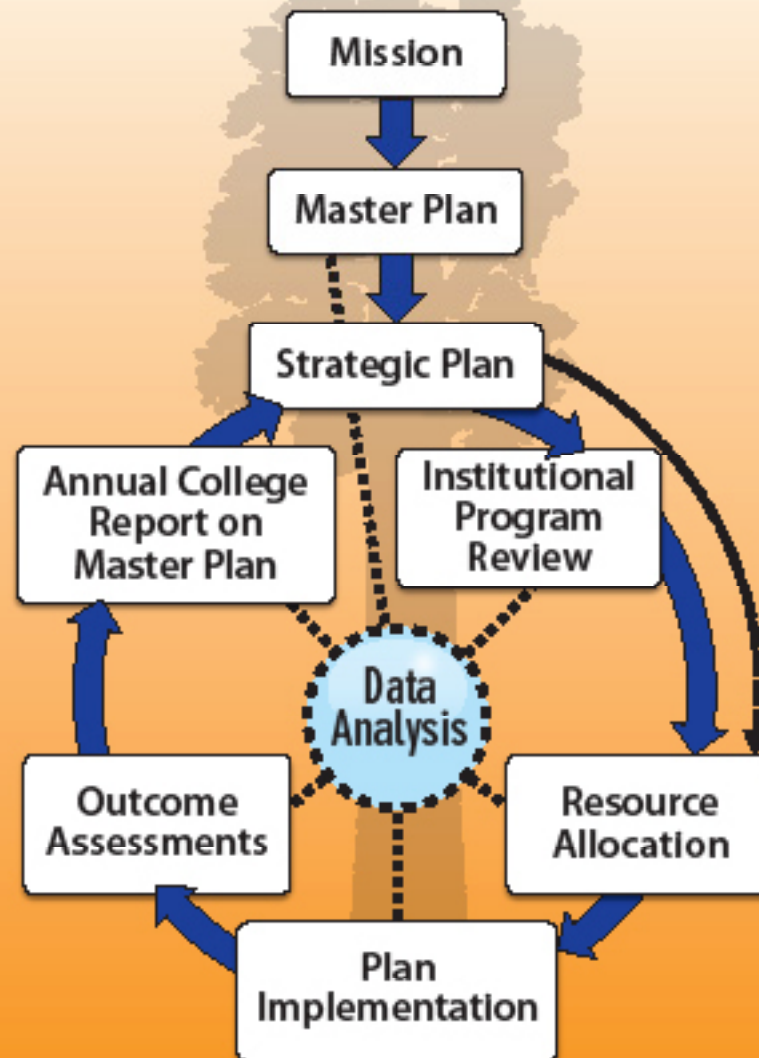 Mission
Master Plan
Strategic Plan
Annual College
Report on
Master Plan
Institutional
Program
Review
Data
Analysis
Outcome
Assessments
Resource
Allocation
Plan
Implementation